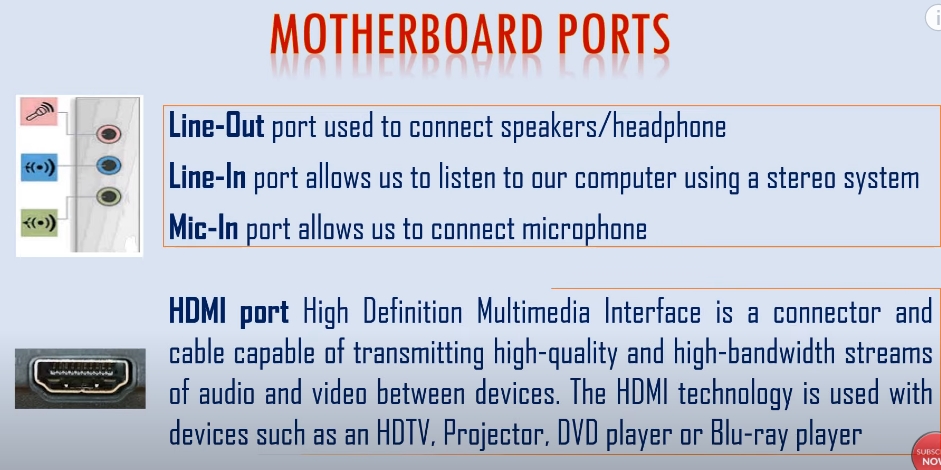 MOTHERBOARD PORTS
Line-Out port used to connect speakers/headphone
Line-In port allows us to listen to our computer using a stereo system
Mic-In port allows us to connect microphone
HDMI port High Definition Multimedia Interface is a connector and
cable capable of transmitting high-quality and high-bandwidth streams
of audio and video between devices. The HDMI technology is used with
devices such as an HDTV, Projector, DVD player or Blu-ray player
i